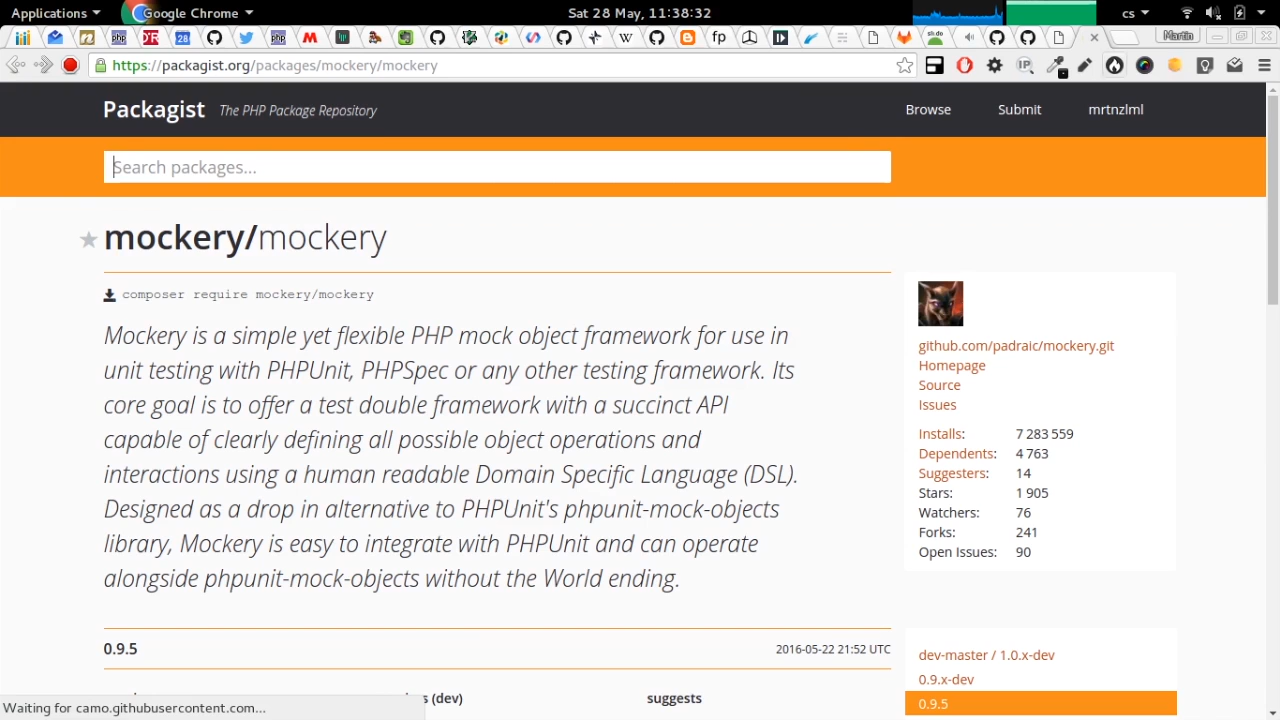 Applications
Google Chrome
Sat 28 May, 11:38:32
cs
Martin
https://packagist.org/packages/mockery/mockery
Packagist The PHP Package Repository
Browse
Submit
mrtnzlml
Search packages...
mockery/mockery
composer require mockery/mockery
Mockery is a simple yet flexible PHP mock object framework for use in
unit testing with PHPUnit, PHPSpec or any other testing framework. Its
core goal is to offer a test double framework with a succinct API
capable of clearly defining all possible object operations and
interactions using a human readable Domain Specific Language (DSL).
Designed as a drop in alternative to PHPUnit's phpunit-mock-objects
library, Mockery is easy to integrate with PHPUnit and can operate
alongside phpunit-mock-objects without the World ending.
github.com/padraic/mockery.git
Homepage
Source
Issues
Installs: 7 283 559
Dependents: 4 763
Suggesters: 14
Stars: 1 905
Watchers: 76
Forks: 241
Open Issues: 90
0.9.5
2016-05-22 21:52 UTC
dev-master / 1.0.x-dev
0.9.x-dev
0.9.5
(dev)
suggests
Waiting for camo.githubusercontent.com...